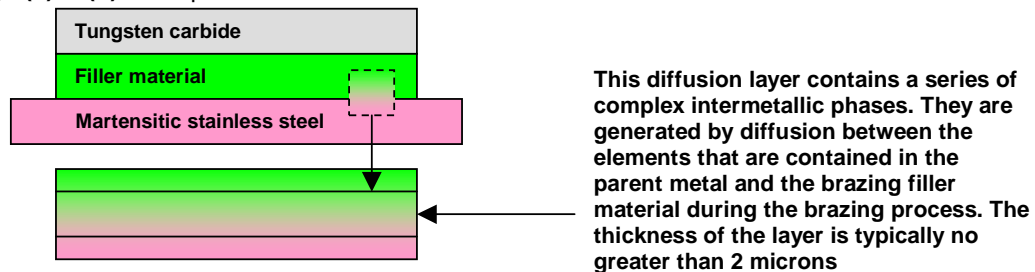 Tungsten carbide
Filler material
Martensitic stainless steel
This diffusion layer contains a series of
complex intermetallic phases. They are
generated by diffusion between the
elements that are contained in the
parent metal and the brazing filler
material during the brazing process. The
thickness of the layer is typically no
greater than 2 microns